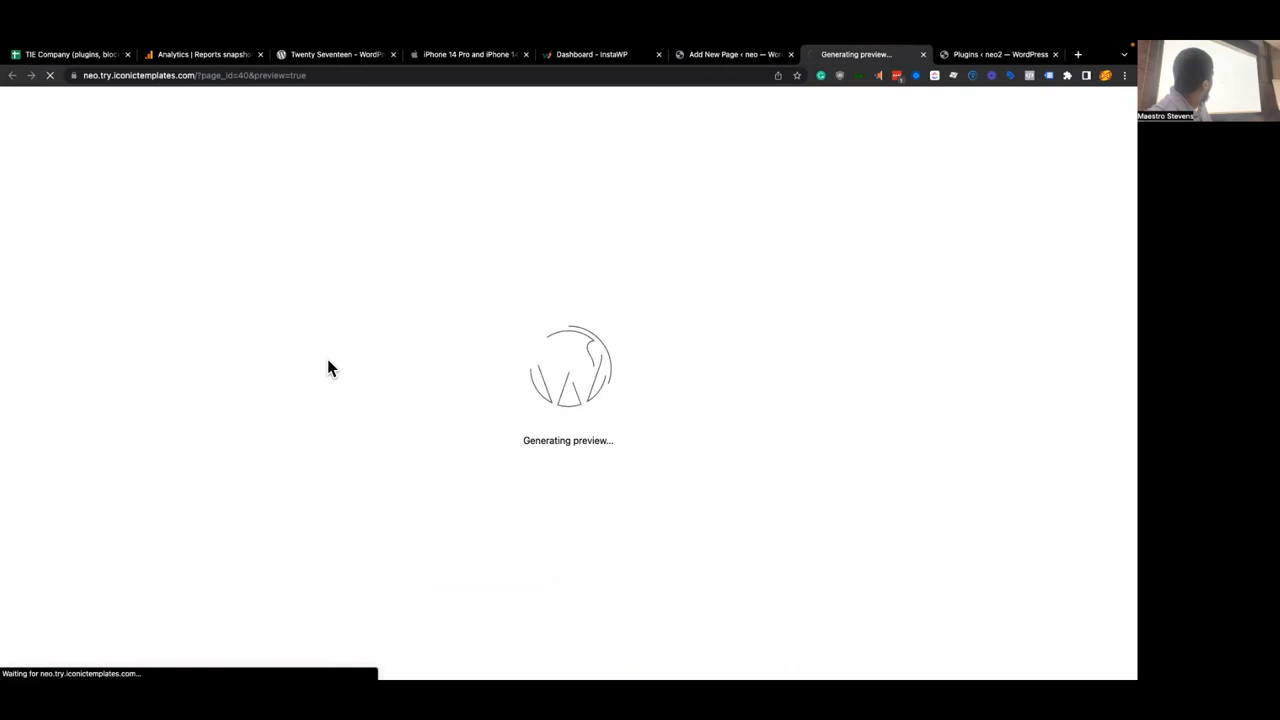 TIE Company (plugins, bloc
Analytics | Reports snapsho
Twenty Seventeen - WordPr
iPhone 14 Pro and iPhone 14
Dashboard - InstaWP
Add New Page ‹ neo — Word
Generating preview...
Plugins ‹ neo2 — WordPress
neo.try.iconictemplates.com/?page_id=40&preview=true
Maestro Stevens
Generating preview...
Waiting for neo.try.iconictemplates.com...